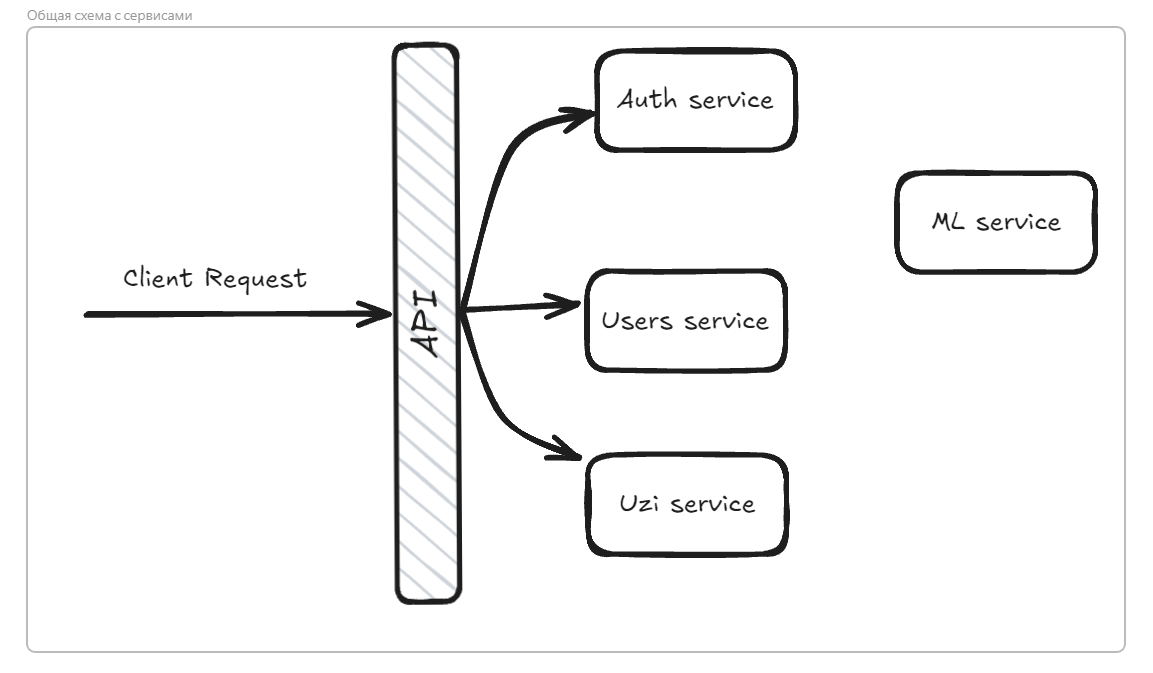 Общая схема с сервисами
Auth service
ML service
Client Request
API
Users service
Uzi service